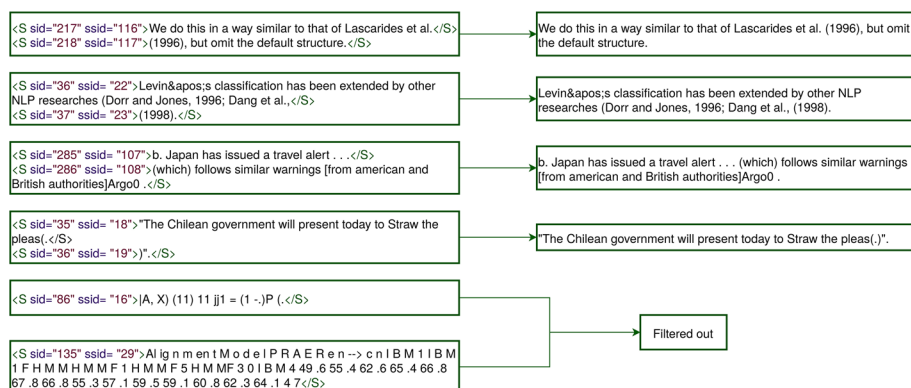 <S sid="217" ssid="116">We do this in a way similar to that of Lascarides et al.</S>
<S sid="218" ssid="117">(1996), but omit the default structure.</S>
We do this in a way similar to that of Lascarides et al. (1996), but omit
the default structure.
<S sid="36" ssid= "22">Levin&apos;s classification has been extended by other
NLP researches (Dorr and Jones, 1996; Dang et al.,</S>
<S sid="37" ssid= "23">(1998).</S>
Levin&apos;s classification has been extended by other NLP
researches (Dorr and Jones, 1996; Dang et al., (1998).
<S sid="285" ssid= "107">b. Japan has issued a travel alert . . .</S>
<S sid="286" ssid= "108">(which) follows similar warnings [from american and
British authorities]Argo0 .</S>
b. Japan has issued a travel alert . . . (which) follows similar warnings
[from american and British authorities]Argo0 .
<S sid="35" ssid= "18">"The Chilean government will present today to Straw the
pleas(.</S>
<S sid="36" ssid= "19">)".</S>
"The Chilean government will present today to Straw the pleas(.)".
<S sid="86" ssid= "16">|A, X) (11) 11 jj1 = (1 -.)P (.</S>
Filtered out
<S sid="135" ssid= "29">Al ig n m ent M o d e l P R A E R e n --> c n I B M 1 I B M
1 F H M M H M M F 1 H M M F 5 H M MF 3 0 I B M 4 49 .6 55 .4 62 .6 65 .4 66 .8
67 .8 66 .8 55 .3 57 .1 59 .5 59 .1 60 .8 62 .3 64 .1 4 7</S>